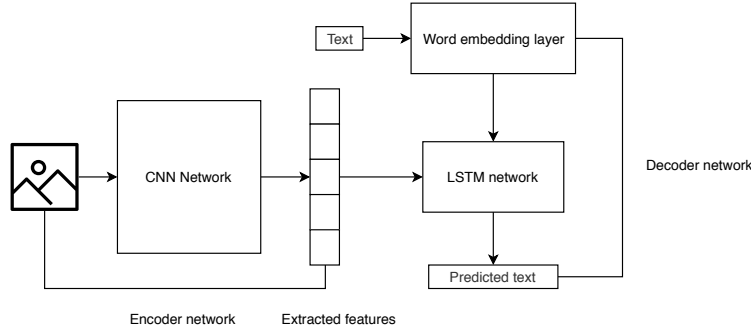 Text
Word embedding layer
CNN Network
LSTM network
Decoder network
Predicted text
Encoder network
Extracted features